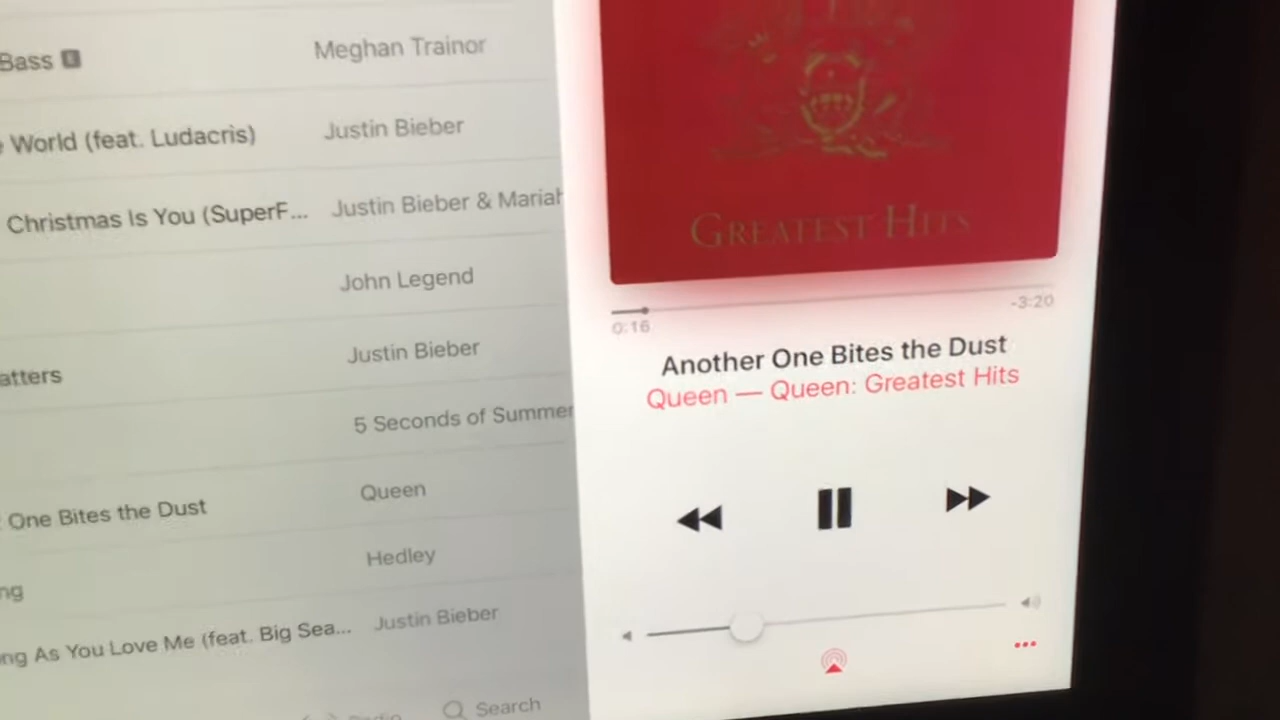 Bass E
Meghan Trainor
World (feat. Ludacris)
Justin Bieber
Christmas Is You (SuperF...
Justin Bieber & Mariah
John Legend
atters
Justin Bieber
5 Seconds of Summer
One Bites the Dust
Queen
ng
Hedley
ng As You Love Me (feat. Big Sea...
Justin Bieber
Search
GREATEST HITS
0:16
-3:20
Another One Bites the Dust
Queen — Queen: Greatest Hits